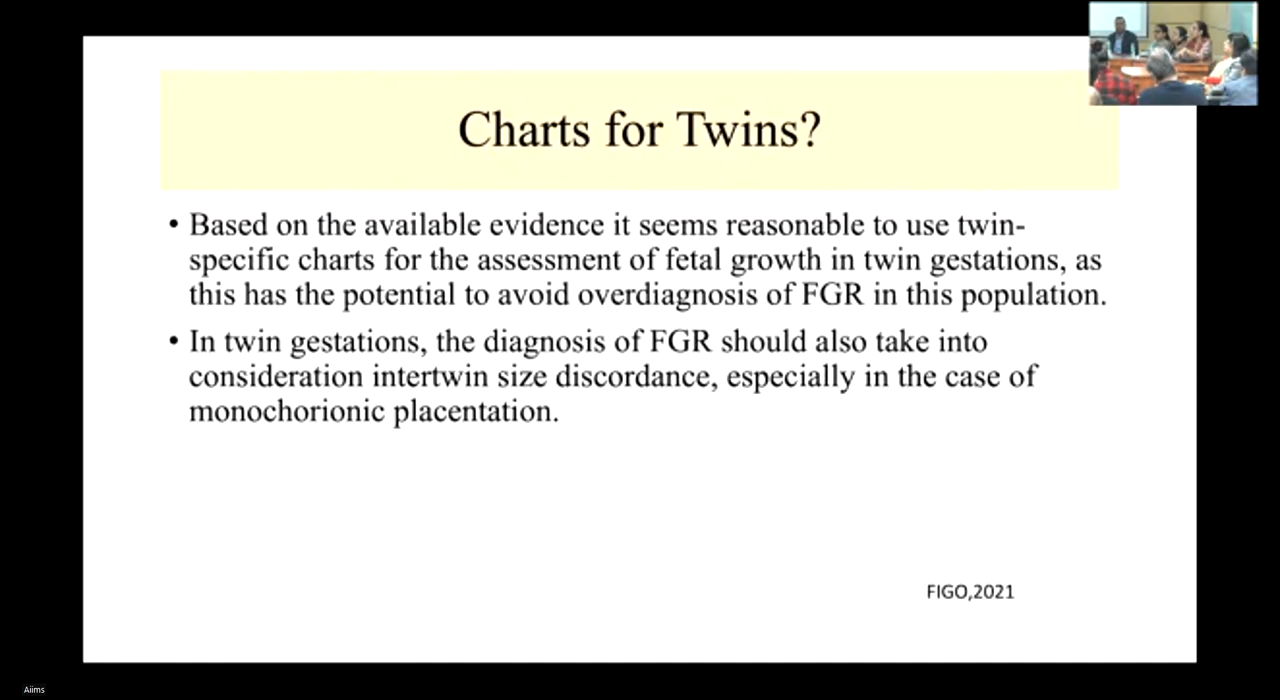 Charts for Twins?
• Based on the available evidence it seems reasonable to use twin-
specific charts for the assessment of fetal growth in twin gestations, as
this has the potential to avoid overdiagnosis of FGR in this population.
• In twin gestations, the diagnosis of FGR should also take into
consideration intertwin size discordance, especially in the case of
monochorionic placentation.
FIGO,2021
Aiims